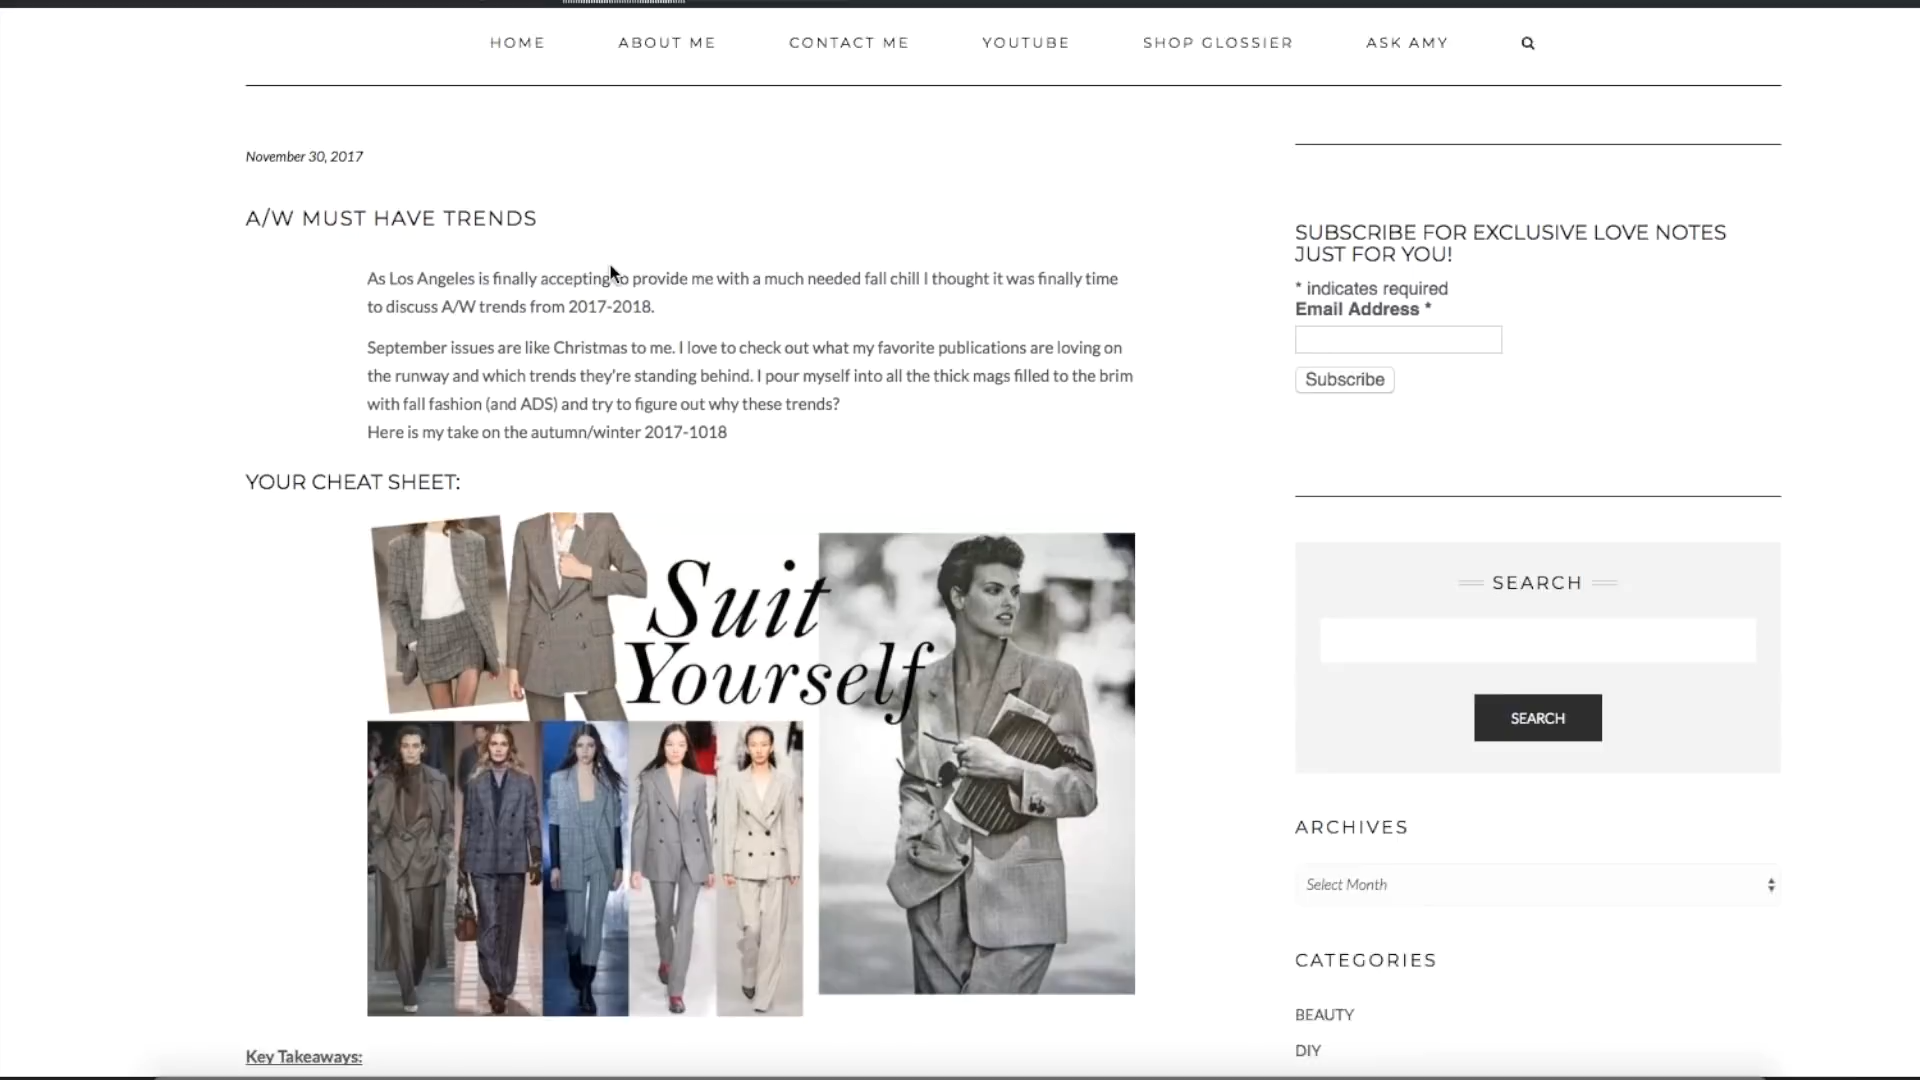 HOME ABOUT ME CONTACT ME YOUTUBE SHOP GLOSSIER ASK AMY
November 30, 2017
A/W MUST HAVE TRENDS
As Los Angeles is finally accepting to provide me with a much needed fall chill I thought it was finally time
to discuss A/W trends from 2017-2018.
September issues are like Christmas to me. I love to check out what my favorite publications are loving on
the runway and which trends they're standing behind. I pour myself into all the thick mags filled to the brim
with fall fashion (and ADS) and try to figure out why these trends?
Here is my take on the autumn/winter 2017-1018
YOUR CHEAT SHEET:
Suit
Yourself
Key Takeaways:
SUBSCRIBE FOR EXCLUSIVE LOVE NOTES
JUST FOR YOU!
* indicates required
Email Address *
Subscribe
SEARCH
SEARCH
ARCHIVES
Select Month
CATEGORIES
BEAUTY
DIY